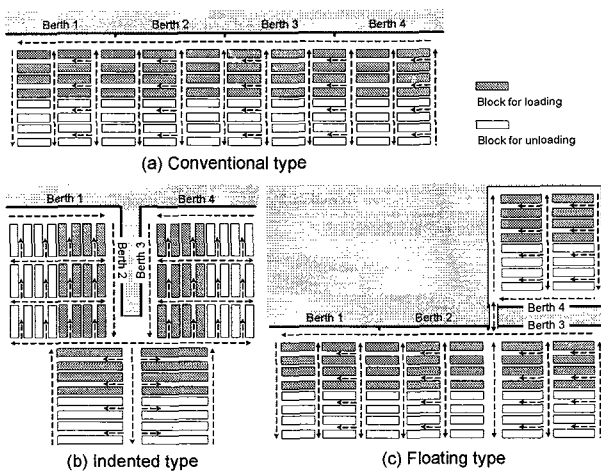 Berth 1 Berth 2 Berth 3 Berth 4
Block for loading
Block for unloading
(a) Conventional type
Berth 1 Berth 4
Berth 2
Berth 3
Berth 4
Berth 1 Berth 2 Berth 3
(b) Indented type
(c) Floating type